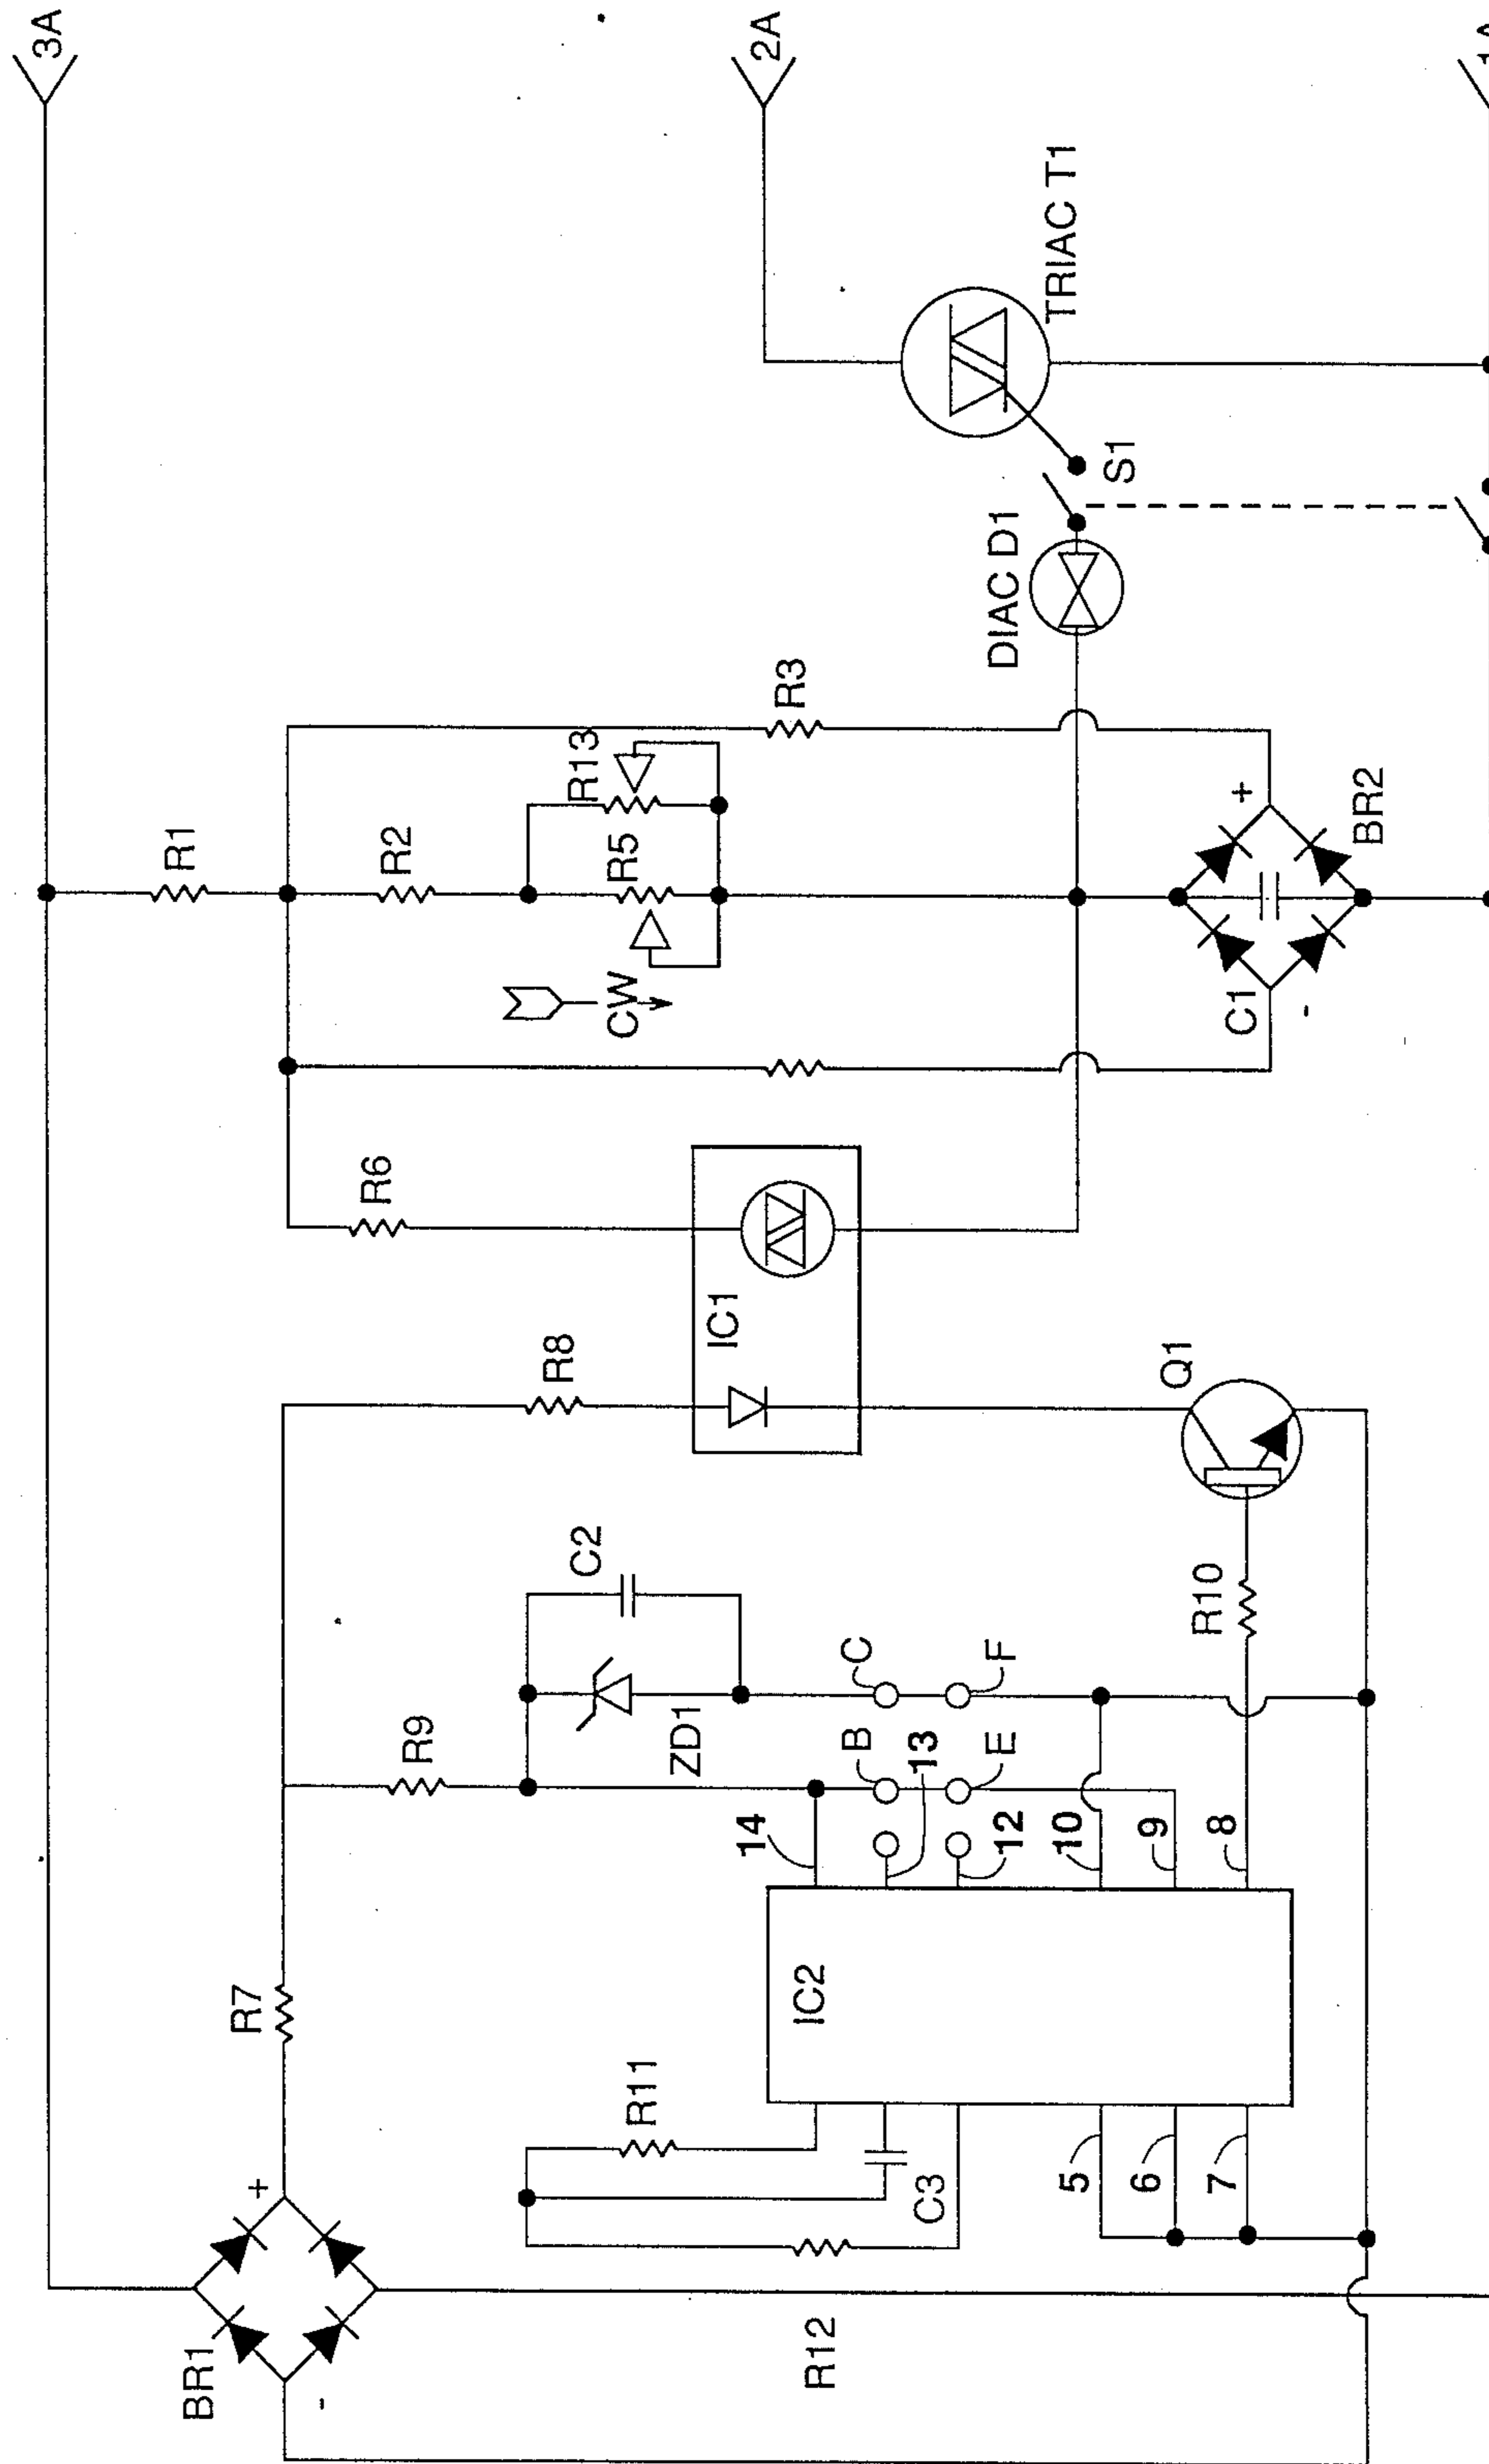 3A
2A
1A
TRIAC T1
S1
DIAC D1
R3
R13
R1
R2
R5
+
BR2
CW
C1
-
R6
IC1
R8
Q1
C2
R10
C
F
ZD1
R9
B
13
E
14
12
10
9
8
R7
IC2
R11
+
C3
5
6
7
BR1
-
R12